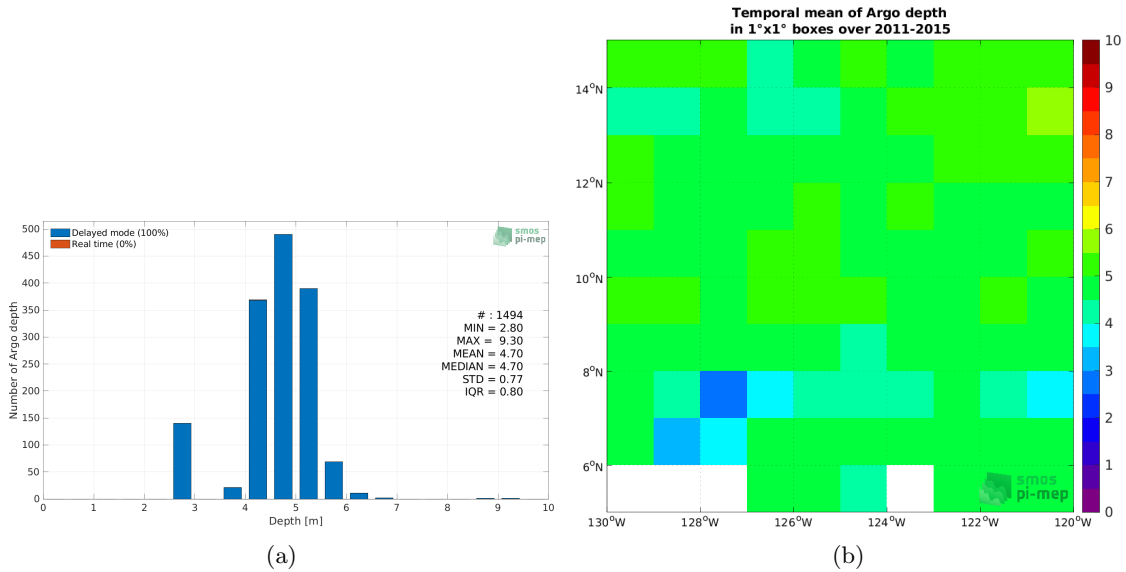 Temporal mean of Argo depth
in 1°x1° boxes over 2011-2015
Delayed mode (100%)
Real time (0%)
smos
pi-mep
Number of Argo depth
500
450
400
350
300
250
200
150
100
50
0
# : 1494
MIN = 2.80
MAX = 9.30
MEAN = 4.70
MEDIAN = 4.70
STD = 0.77
IQR = 0.80
0 1 2 3 4 5 6 7 8 9 10
Depth [m]
(a)
14°N
12°N
10°N
8°N
6°N
130°W 128°W 126°W 124°W 122°W 120°W
smos
pi-mep
10
9
8
7
6
5
4
3
2
1
0
(b)